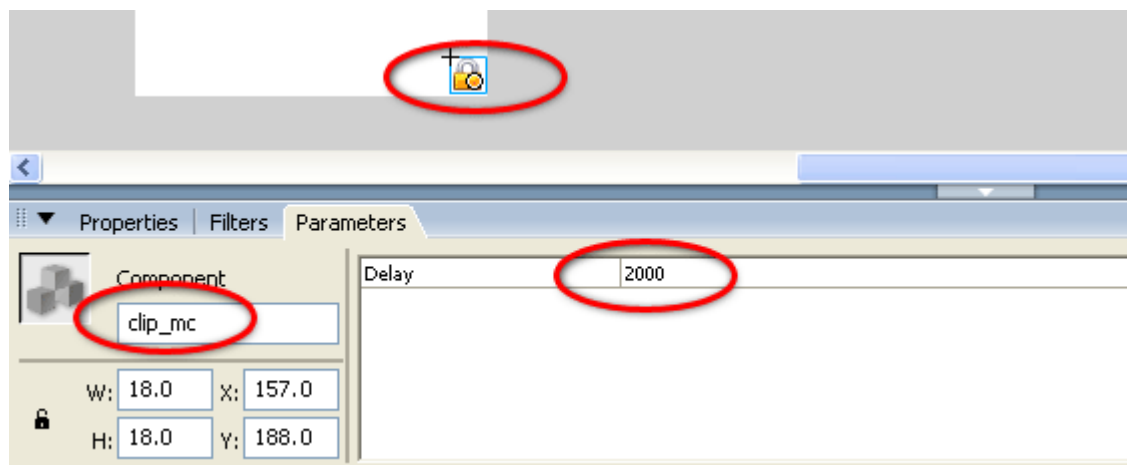 Properties Filters Parameters
Component
Delay 2000
clip_mc
W: 18.0 X: 157.0
H: 18.0 Y: 188.0